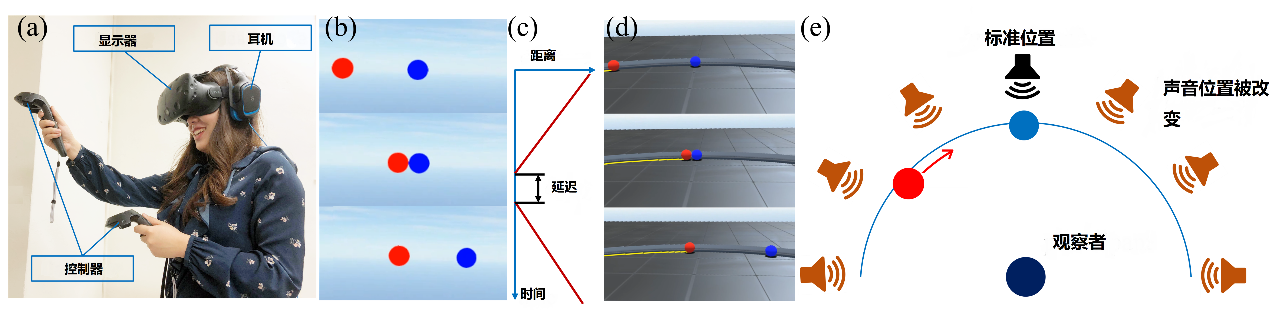 (a)
显示器
耳机
控制器
(b)
(c)
距离
延迟
时间
(d)
(e)
标准位置
声音位置被改
变
观察者